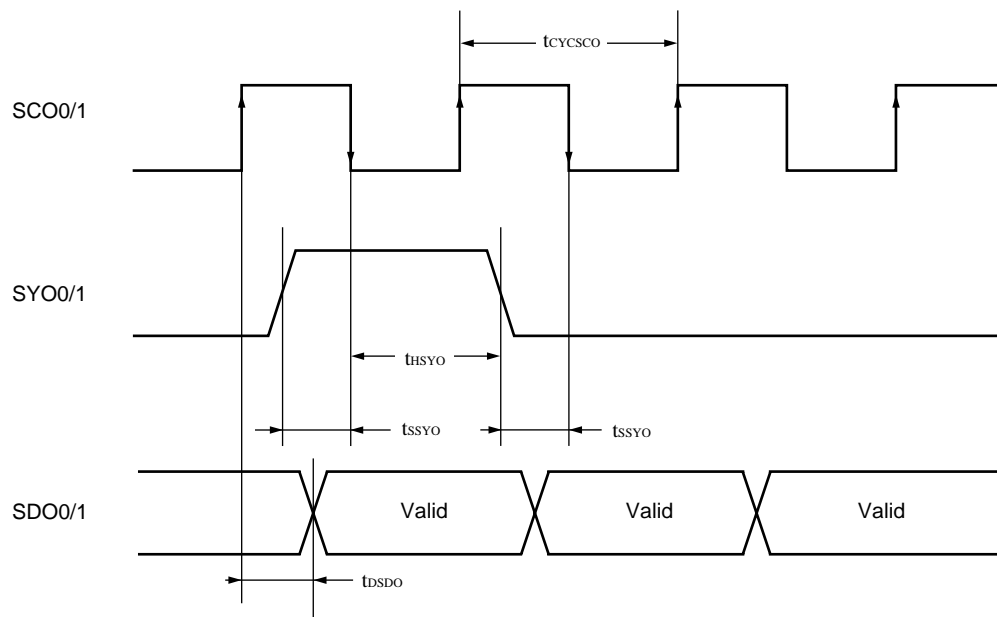 tCYCSCO
SCO0/1
SYO0/1
tHSYO
tSSYO
tSSYO
SDO0/1
Valid
Valid
Valid
tDSDO